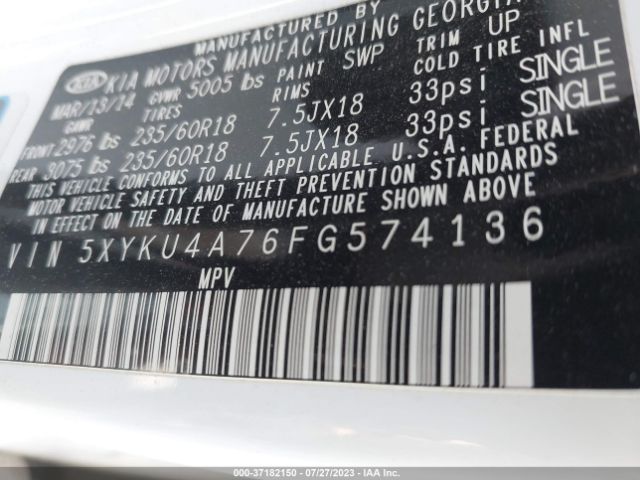 MANUFACTURED BY
KIA KIA MOTORS MANUFACTURING GEORGIA
MAR/13/14 GVWR 5005 lbs PAINT SWP TRIM UP
GAWR TIRES RIMS COLD TIRE INFL
FRONT 2976 lbs 235/60R18 7.5JX18 33psi SINGLE
REAR 3075 lbs 235/60R18 7.5JX18 33psi SINGLE
THIS VEHICLE CONFORMS TO ALL APPLICABLE U.S.A. FEDERAL
MOTOR VEHICLE SAFETY AND THEFT PREVENTION STANDARDS
IN EFFECT ON THE DATE OF MANUFACTURE SHOWN ABOVE
VIN 5XYKU4A76FG574136
MPV
000-37182150 | 07/27/2023 | IAA Inc.